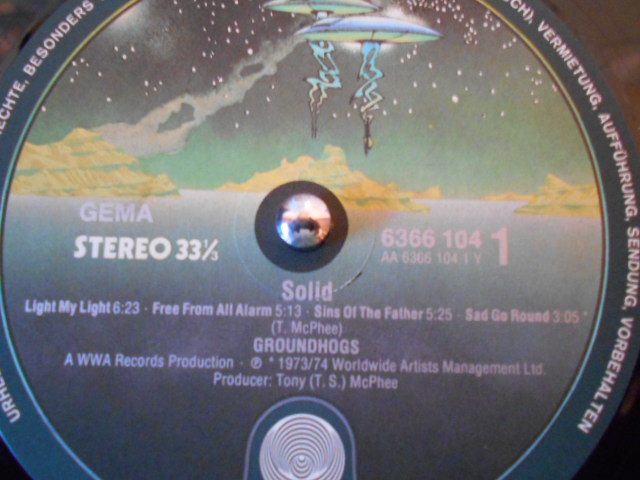 RECHTE, BESONDERS
SCH), VERMIETUNG, AUFFÜHRUNG, SENDUNG, VORBEHALTEN
GEMA
STEREO 33⅓
6366 104 1
AA 6366 104.1 Y
Solid
Light My Light 6:23 · Free From All Alarm 5:13 · Sins Of The Father 5:25 · Sad Go Round 3:05 *
(T. McPhee)
GROUNDHOGS
A WWA Records Production · ℗ * 1973/74 Worldwide Artists Management Ltd.
Producer: Tony (T. S.) McPhee
URHE